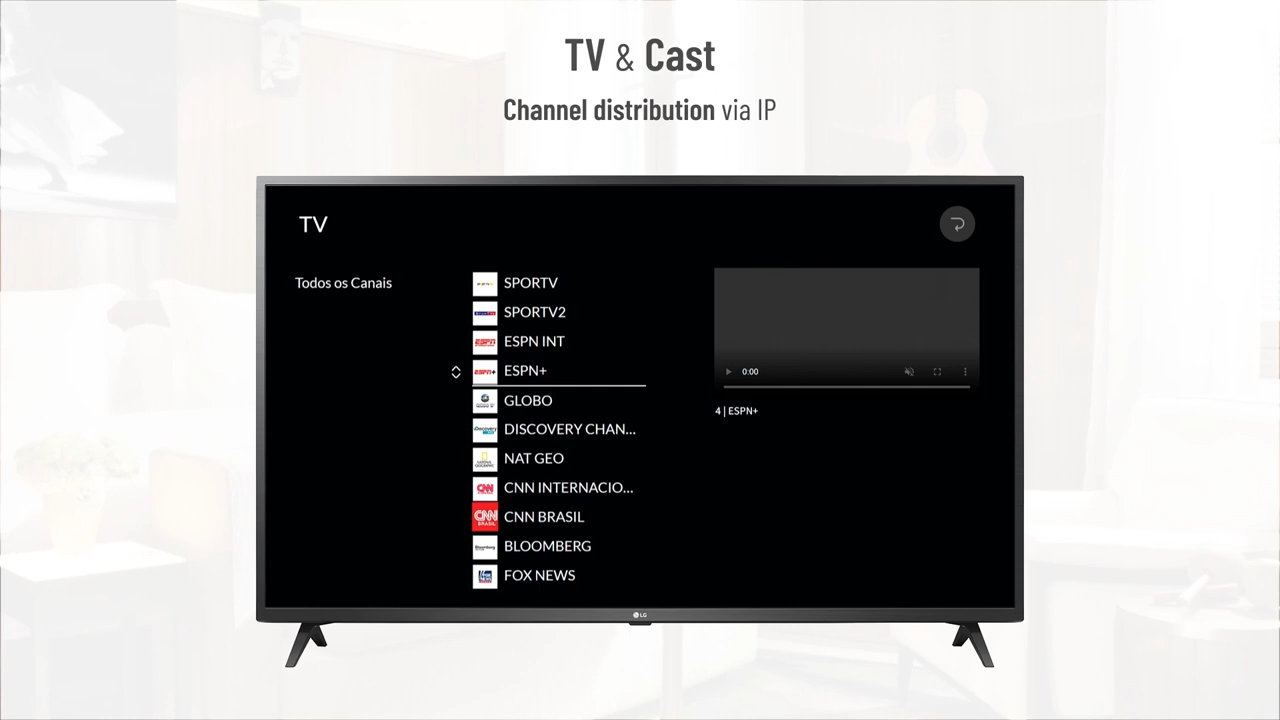 TV & Cast
Channel distribution via IP
TV
Todos os Canais
SPORTV
SPORTV2
ESPN INT
ESPN+
GLOBO
DISCOVERY CHAN...
NAT GEO
CNN INTERNACIO...
CNN BRASIL
BLOOMBERG
FOX NEWS
0:00
4 | ESPN+
LG